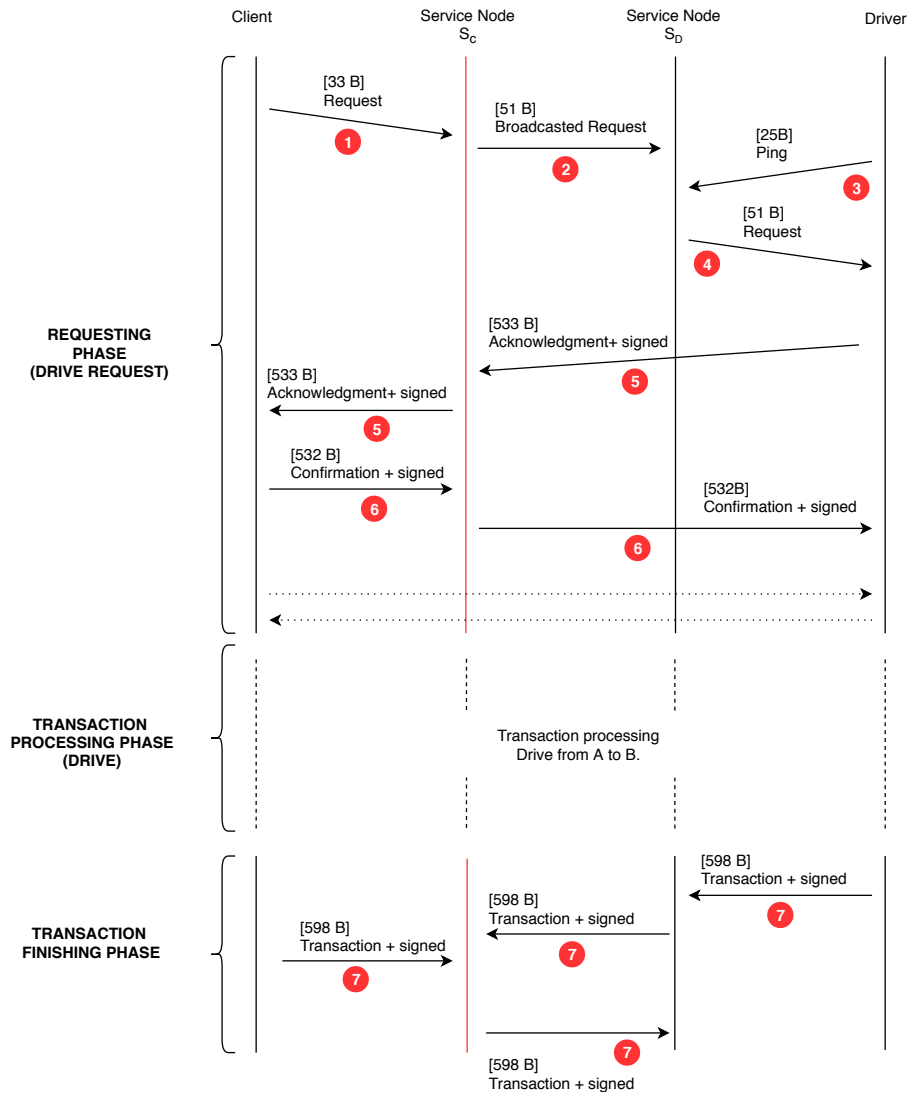 Client
Service Node
Sc
Service Node
SD
Driver
[33 B]
Request
1
[51 B]
Broadcasted Request
2
[25B]
Ping
3
[51 B]
Request
4
REQUESTING
PHASE
(DRIVE REQUEST)
[533 B]
Acknowledgment+ signed
5
[533 B]
Acknowledgment+ signed
5
[532 B]
Confirmation + signed
6
[532B]
Confirmation + signed
6
TRANSACTION
PROCESSING PHASE
(DRIVE)
Transaction processing
Drive from A to B.
TRANSACTION
FINISHING PHASE
[598 B]
Transaction + signed
7
[598 B]
Transaction + signed
7
[598 B]
Transaction + signed
7
7
[598 B]
Transaction + signed